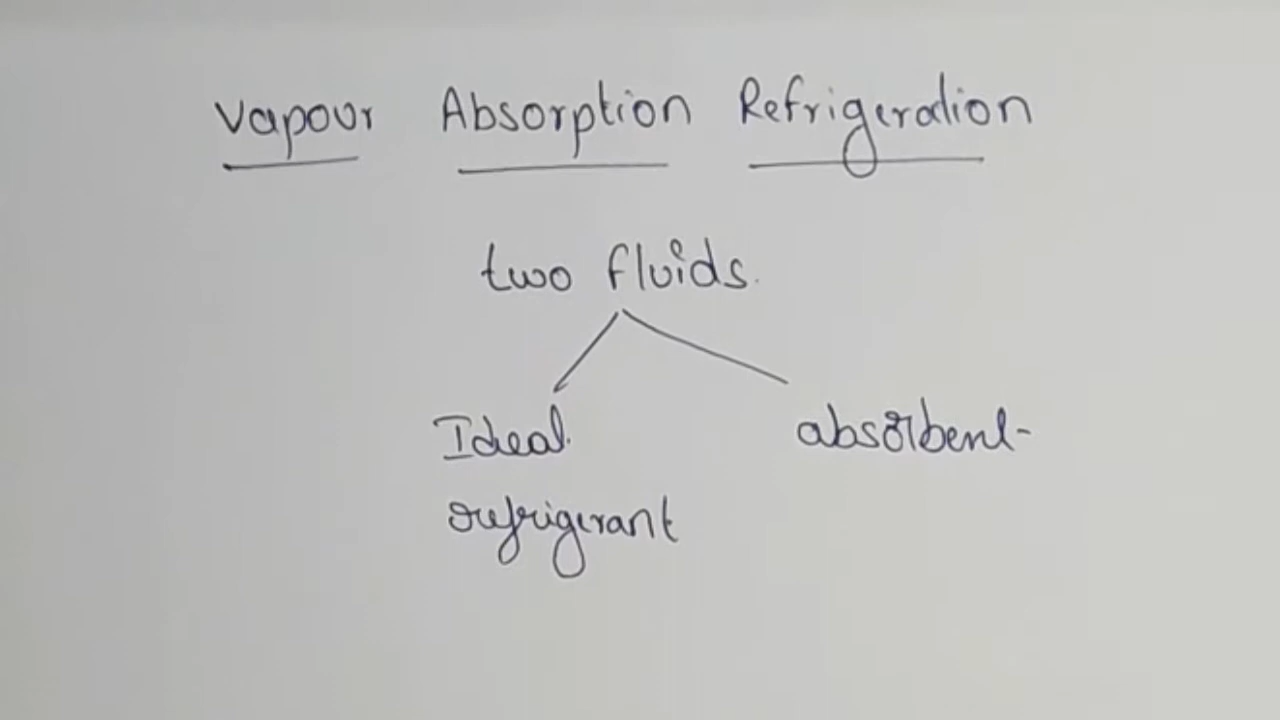 Vapour Absorption Refrigeration
two fluids.
Ideal absorbent
refrigerant